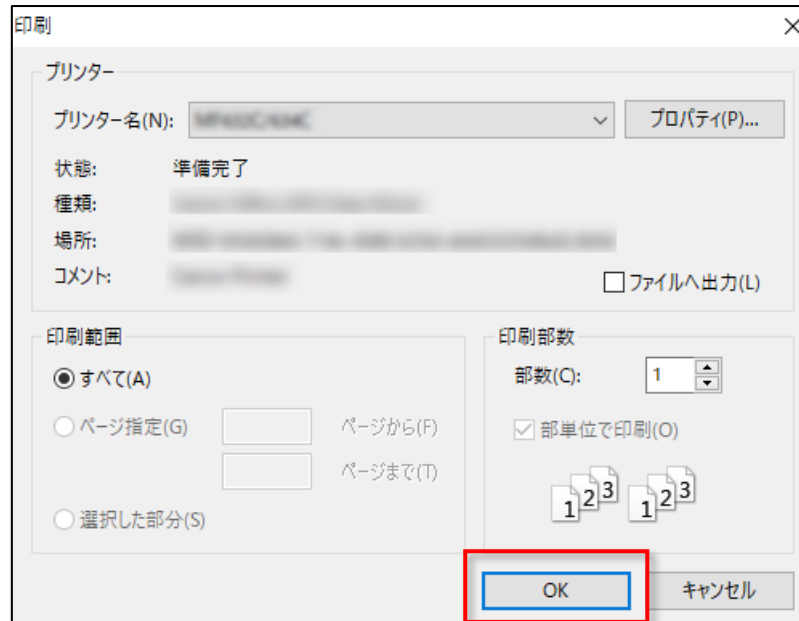 印刷
プリンター
プリンター名(N):
プロパティ(P)...
状態: 準備完了
種類:
場所:
コメント:
ファイルへ出力(L)
印刷範囲
すべて(A)
ページ指定(G) ページから(F)
ページまで(T)
選択した部分(S)
印刷部数
部数(C): 1
部単位で印刷(O)
1 2 3 1 2 3
OK
キャンセル